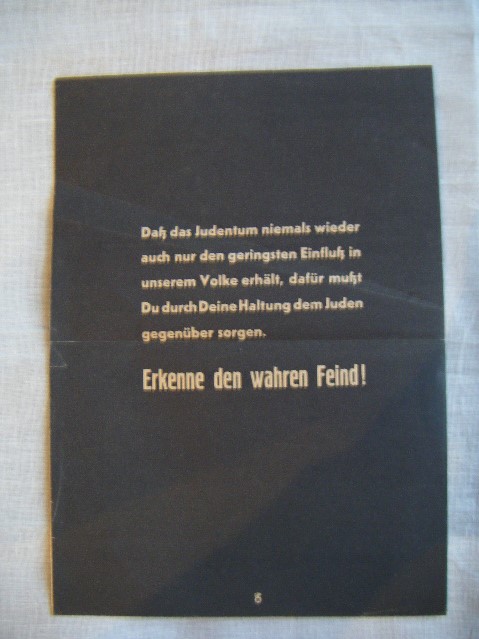 Daß das Judentum niemals wieder
auch nur den geringsten Einfluß in
unserem Volke erhält, dafür mußt
Du durch Deine Haltung dem Juden
gegenüber sorgen.
Erkenne den wahren Feind!